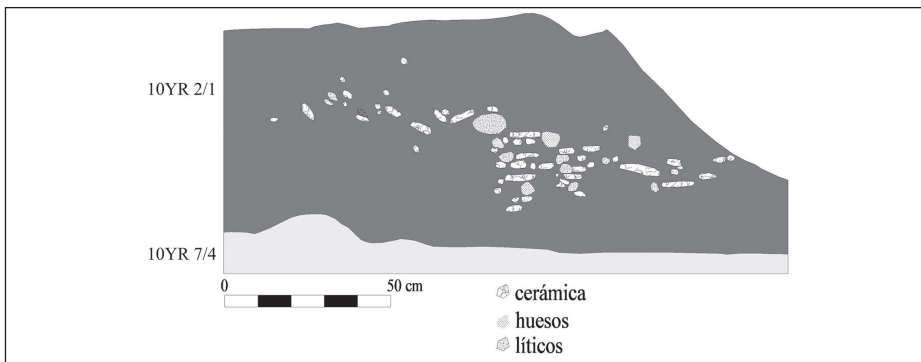 10YR 2/1
10YR 7/4
0 50 cm
cerámica
huesos
líticos